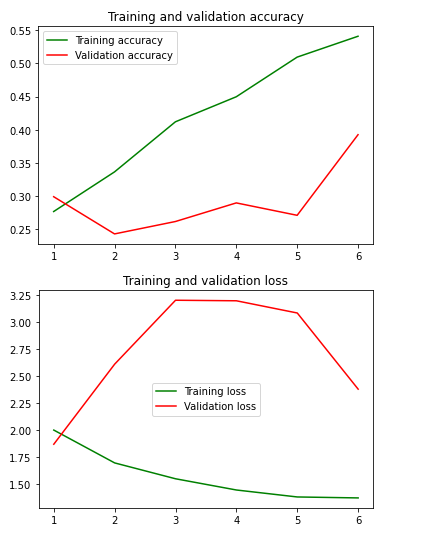 Training and validation accuracy
0.55
0.50
0.45
0.40
0.35
0.30
0.25
Training accuracy
Validation accuracy
1 2 3 4 5 6
Training and validation loss
3.25
3.00
2.75
2.50
2.25
2.00
1.75
1.50
Training loss
Validation loss
1 2 3 4 5 6